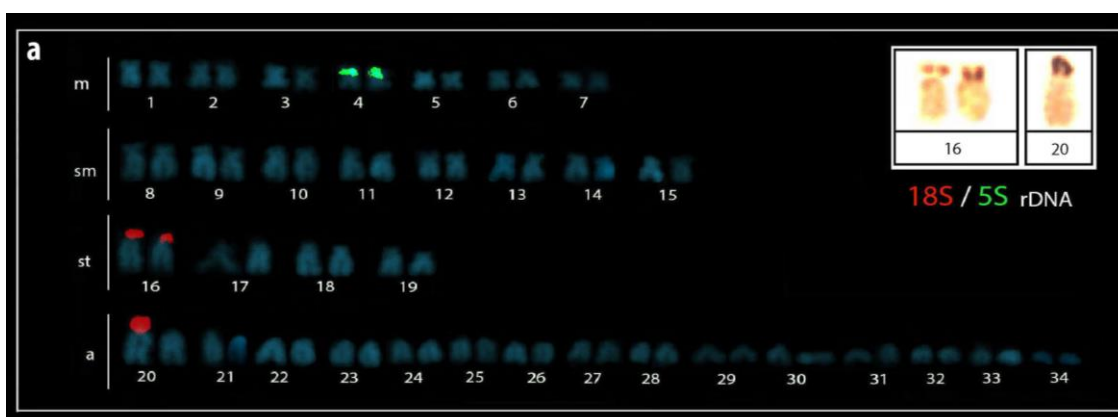 a
m
1 2 3 4 5 6 7
sm
8 9 10 11 12 13 14 15
st
16 17 18 19
a
20 21 22 23 24 25 26 27 28 29 30 31 32 33 34
16 20
18S / 5S rDNA